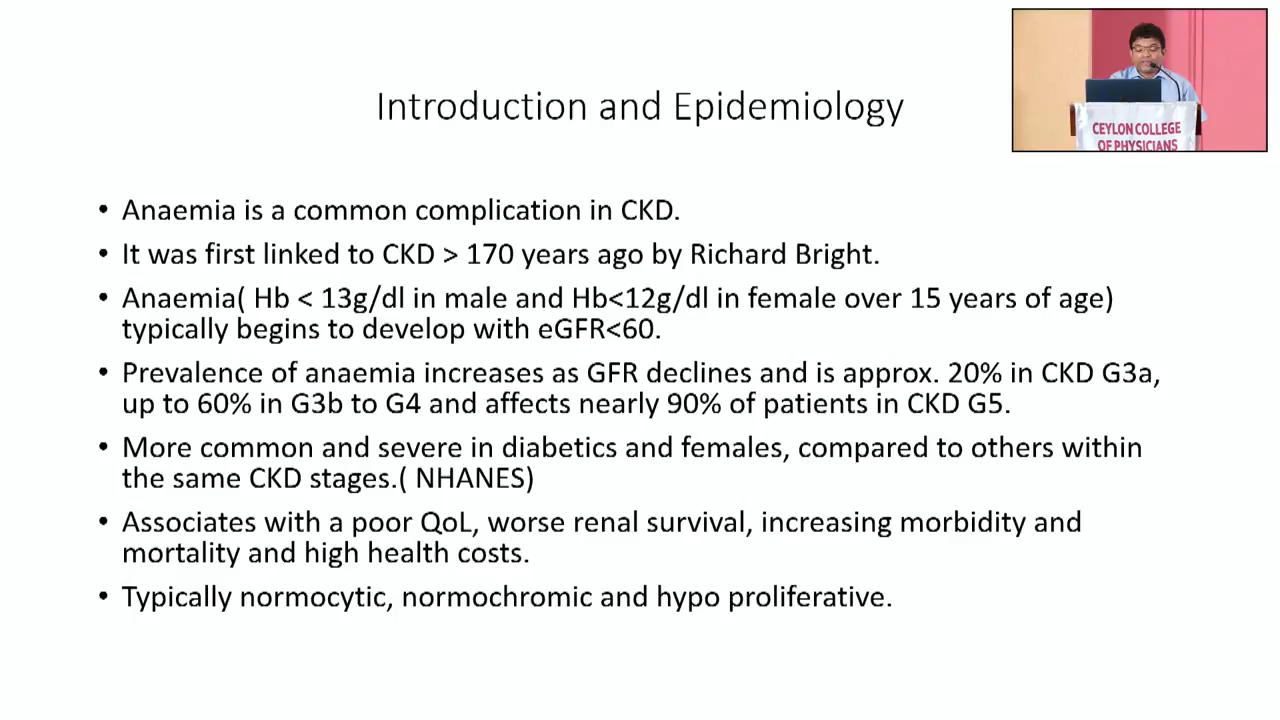 Introduction and Epidemiology
CEYLON COLLEGE
OF PHYSICIANS
• Anaemia is a common complication in CKD.
• It was first linked to CKD > 170 years ago by Richard Bright.
• Anaemia( Hb < 13g/dl in male and Hb<12g/dl in female over 15 years of age)
typically begins to develop with eGFR<60.
• Prevalence of anaemia increases as GFR declines and is approx. 20% in CKD G3a,
up to 60% in G3b to G4 and affects nearly 90% of patients in CKD G5.
• More common and severe in diabetics and females, compared to others within
the same CKD stages.( NHANES)
• Associates with a poor QoL, worse renal survival, increasing morbidity and
mortality and high health costs.
• Typically normocytic, normochromic and hypo proliferative.